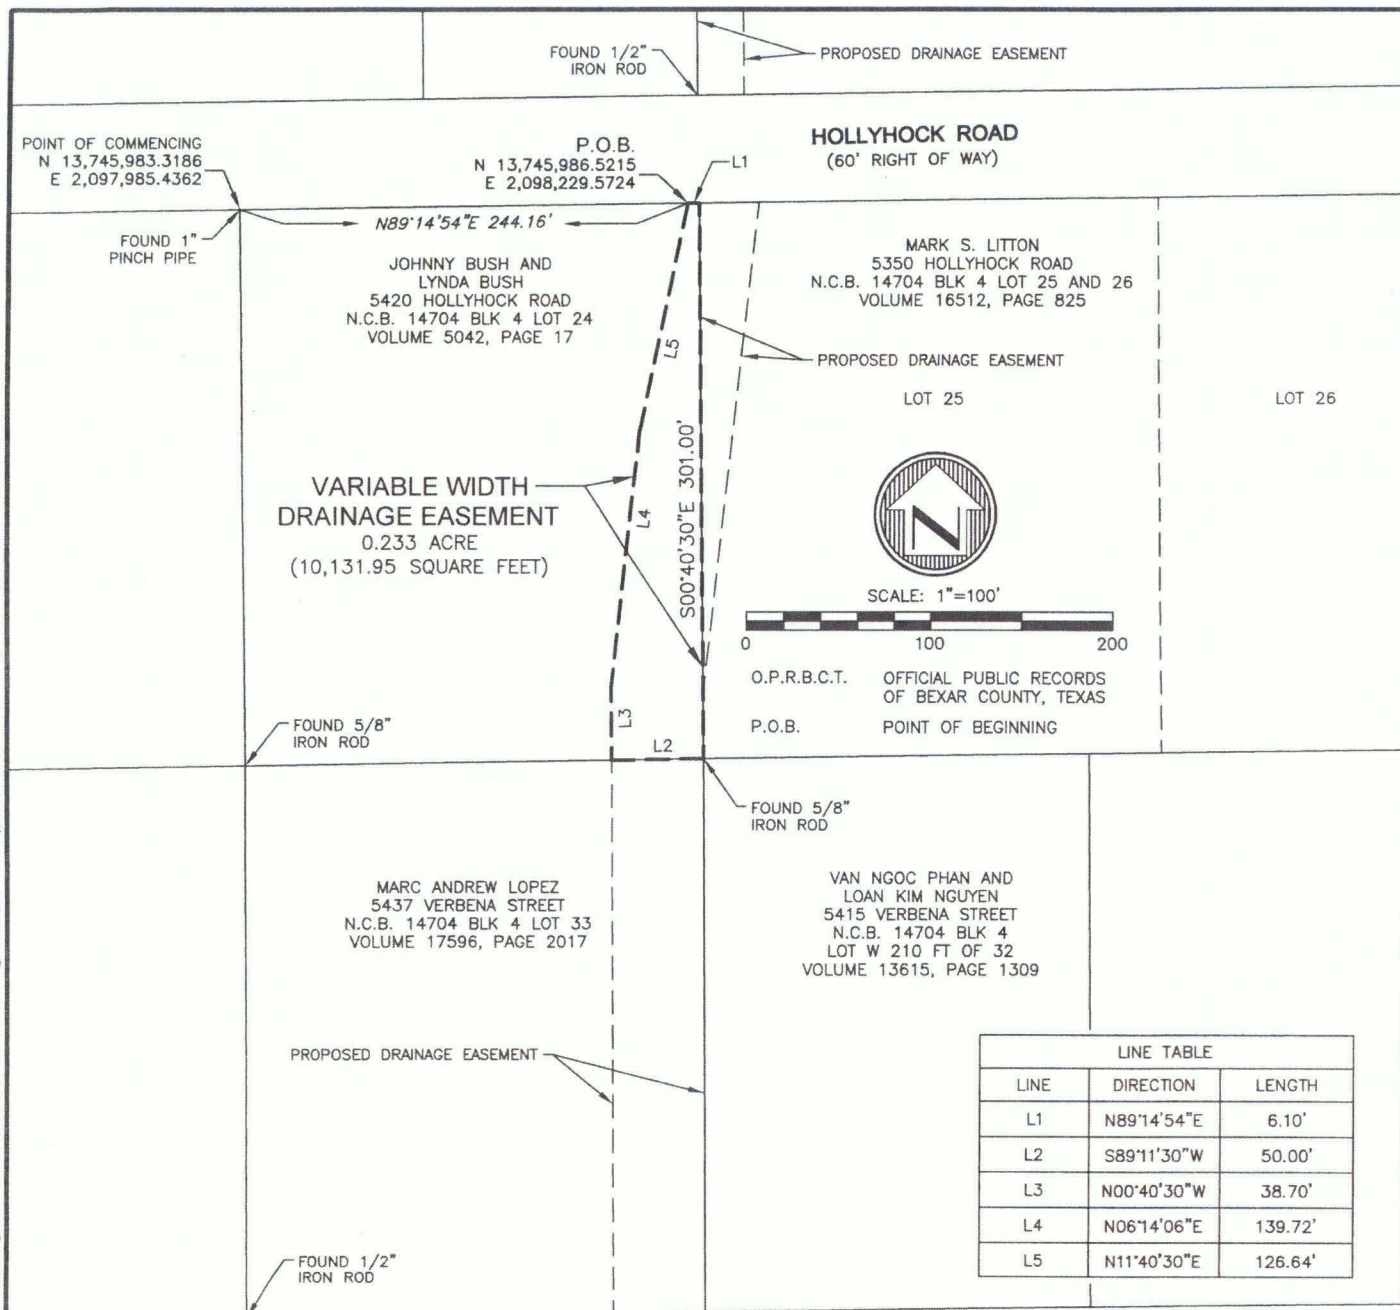 FOUND 1/2"
IRON ROD
PROPOSED DRAINAGE EASEMENT
POINT OF COMMENCING
N 13,745,983.3186
E 2,097,985.4362
P.O.B.
N 13,745,986.5215
E 2,098,229.5724
L1
HOLLYHOCK ROAD
(60' RIGHT OF WAY)
N89°14'54"E 244.16'
FOUND 1"
PINCH PIPE
JOHNNY BUSH AND
LYNDA BUSH
5420 HOLLYHOCK ROAD
N.C.B. 14704 BLK 4 LOT 24
VOLUME 5042, PAGE 17
MARK S. LITTON
5350 HOLLYHOCK ROAD
N.C.B. 14704 BLK 4 LOT 25 AND 26
VOLUME 16512, PAGE 825
L5
PROPOSED DRAINAGE EASEMENT
LOT 25
LOT 26
S00°40'30"E 301.00'
VARIABLE WIDTH
DRAINAGE EASEMENT
0.233 ACRE
(10,131.95 SQUARE FEET)
L4
N
SCALE: 1"=100'
0 100 200
O.P.R.B.C.T. OFFICIAL PUBLIC RECORDS
OF BEXAR COUNTY, TEXAS
P.O.B. POINT OF BEGINNING
L3
L2
FOUND 5/8"
IRON ROD
FOUND 5/8"
IRON ROD
MARC ANDREW LOPEZ
5437 VERBENA STREET
N.C.B. 14704 BLK 4 LOT 33
VOLUME 17596, PAGE 2017
VAN NGOC PHAN AND
LOAN KIM NGUYEN
5415 VERBENA STREET
N.C.B. 14704 BLK 4
LOT W 210 FT OF 32
VOLUME 13615, PAGE 1309
PROPOSED DRAINAGE EASEMENT
LINE TABLE
LINE DIRECTION LENGTH
L1 N89°14'54"E 6.10'
L2 S89°11'30"W 50.00'
L3 N00°40'30"W 38.70'
L4 N06°14'06"E 139.72'
L5 N11°40'30"E 126.64'
FOUND 1/2"
IRON ROD